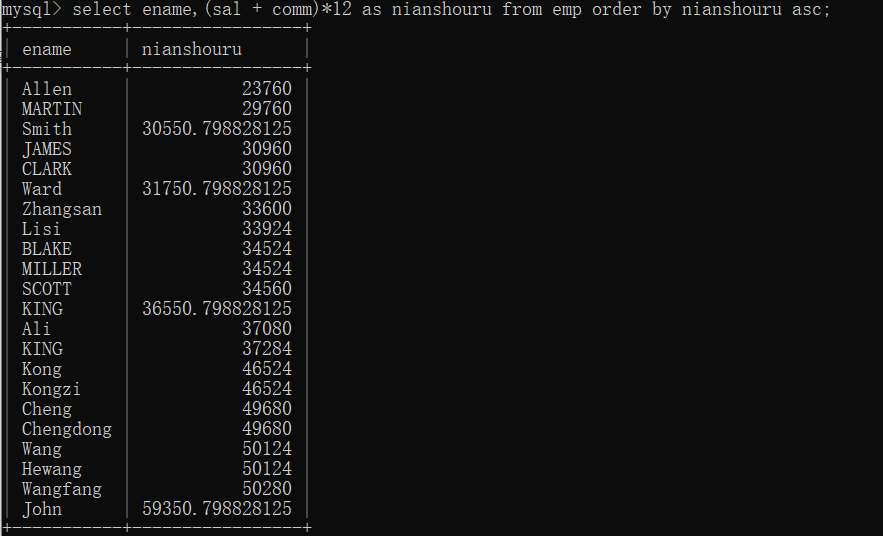 mysql> select ename,(sal + comm)*12 as nianshouru from emp order by nianshouru asc;
+-----------+-----------------+
| ename     | nianshouru      |
+-----------+-----------------+
| Allen     |           23760 |
| MARTIN    |           29760 |
| Smith     | 30550.798828125 |
| JAMES     |           30960 |
| CLARK     |           30960 |
| Ward      | 31750.798828125 |
| Zhangsan  |           33600 |
| Lisi      |           33924 |
| BLAKE     |           34524 |
| MILLER    |           34524 |
| SCOTT     |           34560 |
| KING      | 36550.798828125 |
| Ali       |           37080 |
| KING      |           37284 |
| Kong      |           46524 |
| Kongzi    |           46524 |
| Cheng     |           49680 |
| Chengdong |           49680 |
| Wang      |           50124 |
| Hewang    |           50124 |
| Wangfang  |           50280 |
| John      | 59350.798828125 |
+-----------+-----------------+